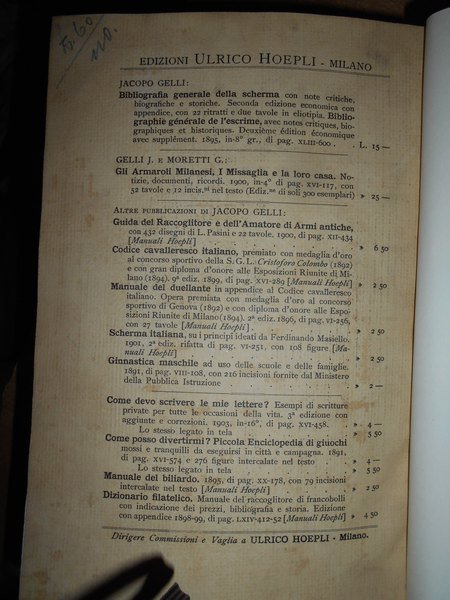 EDIZIONI ULRICO HOEPLI - MILANO
JACOPO GELLI:
Bibliografia generale della scherma con note critiche,
biografiche e storiche. Seconda edizione economica con
appendice, con 22 ritratti e due tavole in eliotipia. Biblio-
graphie générale de l'escrime, avec notes critiques, bio-
graphiques et historiques. Deuxième édition économique
avec supplément. 1895, in-8° gr., di pag. XLIII-600 . L. 15 —
GELLI J. E MORETTI G.:
Gli Armaroli Milanesi, I Missaglia e la loro casa. No-
tizie, documenti, ricordi. 1900, in-4° di pag. XVI-117, con
52 tavole e 12 incis.ni nel testo (Ediz.ne di soli 300 esemplari) » 25 —
ALTRE PUBBLICAZIONI DI JACOPO GELLI:
Guida del Raccoglitore e dell'Amatore di Armi antiche,
con 432 disegni di L. Pasini e 22 tavole. 1900, di pag. XII-434
[Manuali Hoepli] . . . . » 6 50
Codice cavalleresco italiano, premiato con medaglia d'oro
al concorso sportivo della S. G. L. Cristoforo Colombo (1892)
e con gran diploma d'onore alle Esposizioni Riunite di Mi-
lano (1894). 9ª ediz. 1899, di pag. XVI-289 [Manuali Hoepli] » 2 50
Manuale del duellante in appendice al Codice cavalleresco
italiano. Opera premiata con medaglia d'oro al concorso
sportivo di Genova (1892) e con diploma d'onore alle Espo-
sizioni Riunite di Milano (1894). 2ª ediz. 1896, di pag. VI-256,
con 27 tavole [Manuali Hoepli] . . . » 2 50
Scherma italiana, su i principi ideati da Ferdinando Masiello.
1901, 2ª ediz. rifatta di pag. VI-251, con 108 figure [Ma-
nuali Hoepli] . . . . » 2 50
Ginnastica maschile ad uso delle scuole e delle famiglie.
1891, di pag. VIII-108, con 216 incisioni fornite dal Ministero
della Pubblica Istruzione . . . » 2 —
Come devo scrivere le mie lettere? Esempi di scritture
private per tutte le occasioni della vita. 3ª edizione con
aggiunte e correzioni. 1903, in-16°, di pag. XVI-458. » 4 —
Lo stesso legato in tela . . . » 5 50
Come posso divertirmi? Piccola Enciclopedia di giuochi
mossi e tranquilli da eseguirsi in città e campagna. 1891,
di pag. XVI-574 e 276 figure intercalate nel testo . » 4 —
Lo stesso legato in tela . . . » 5 50
Manuale del biliardo. 1895, di pag. XX-178, con 79 incisioni
intercalate nel testo [Manuali Hoepli] . . » 2 50
Dizionario filatelico. Manuale del raccoglitore di francobolli
con indicazione dei prezzi, bibliografia e storia. Edizione
con appendice 1898-99, di pag. LXIV-412-52 [Manuali Hoepli] » 4 50
Dirigere Commissioni e Vaglia a ULRICO HOEPLI - Milano.